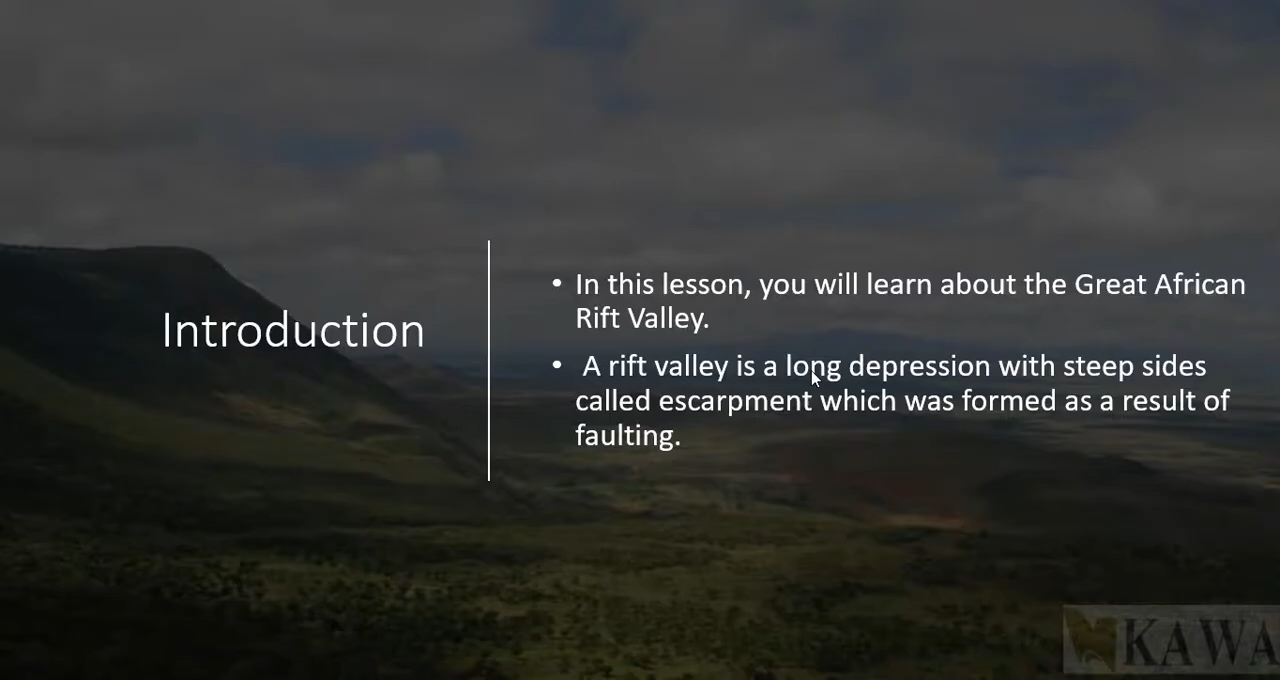 Introduction
• In this lesson, you will learn about the Great African
Rift Valley.
• A rift valley is a long depression with steep sides
called escarpment which was formed as a result of
faulting.
KAWA